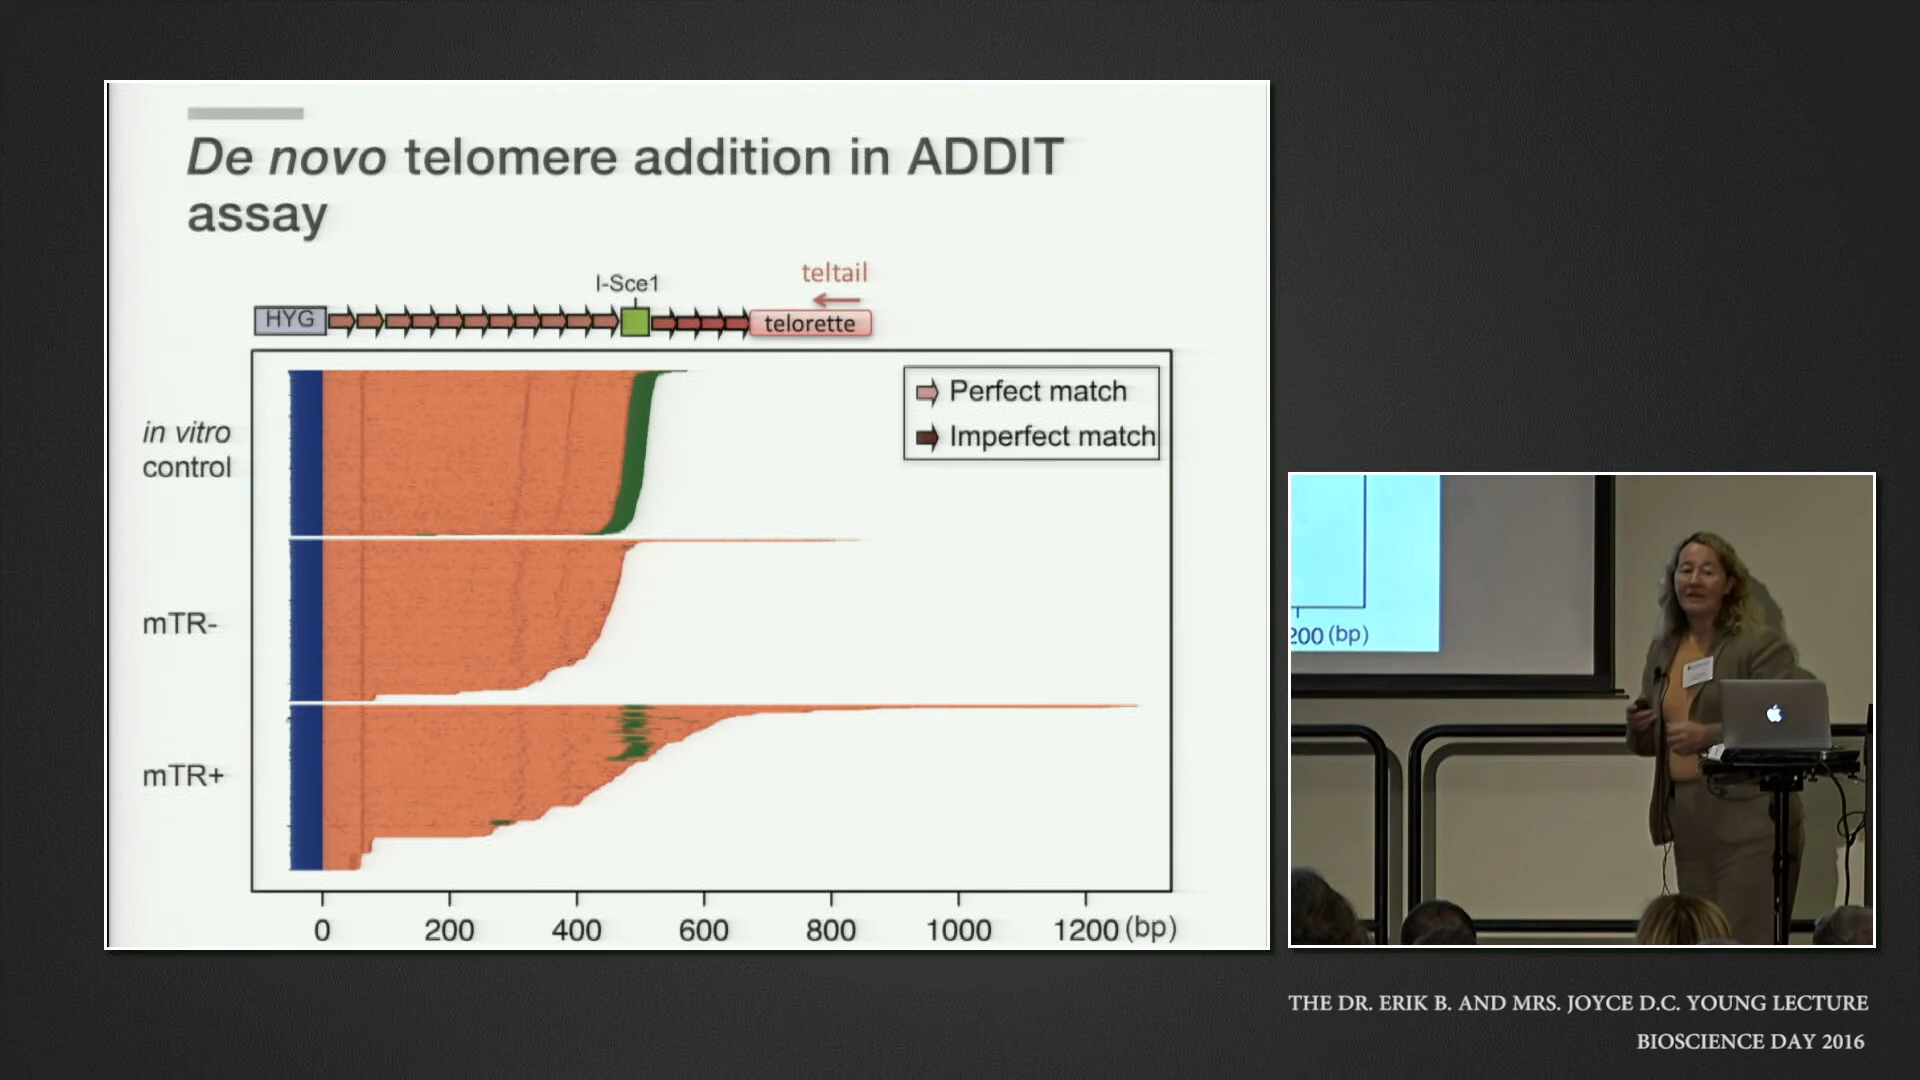 De novo telomere addition in ADDIT
assay
teltail
I-Sce1
HYG
telorette
Perfect match
Imperfect match
in vitro
control
mTR-
mTR+
0 200 400 600 800 1000 1200 (bp)
200 (bp)
THE DR. ERIK B. AND MRS. JOYCE D.C. YOUNG LECTURE
BIOSCIENCE DAY 2016